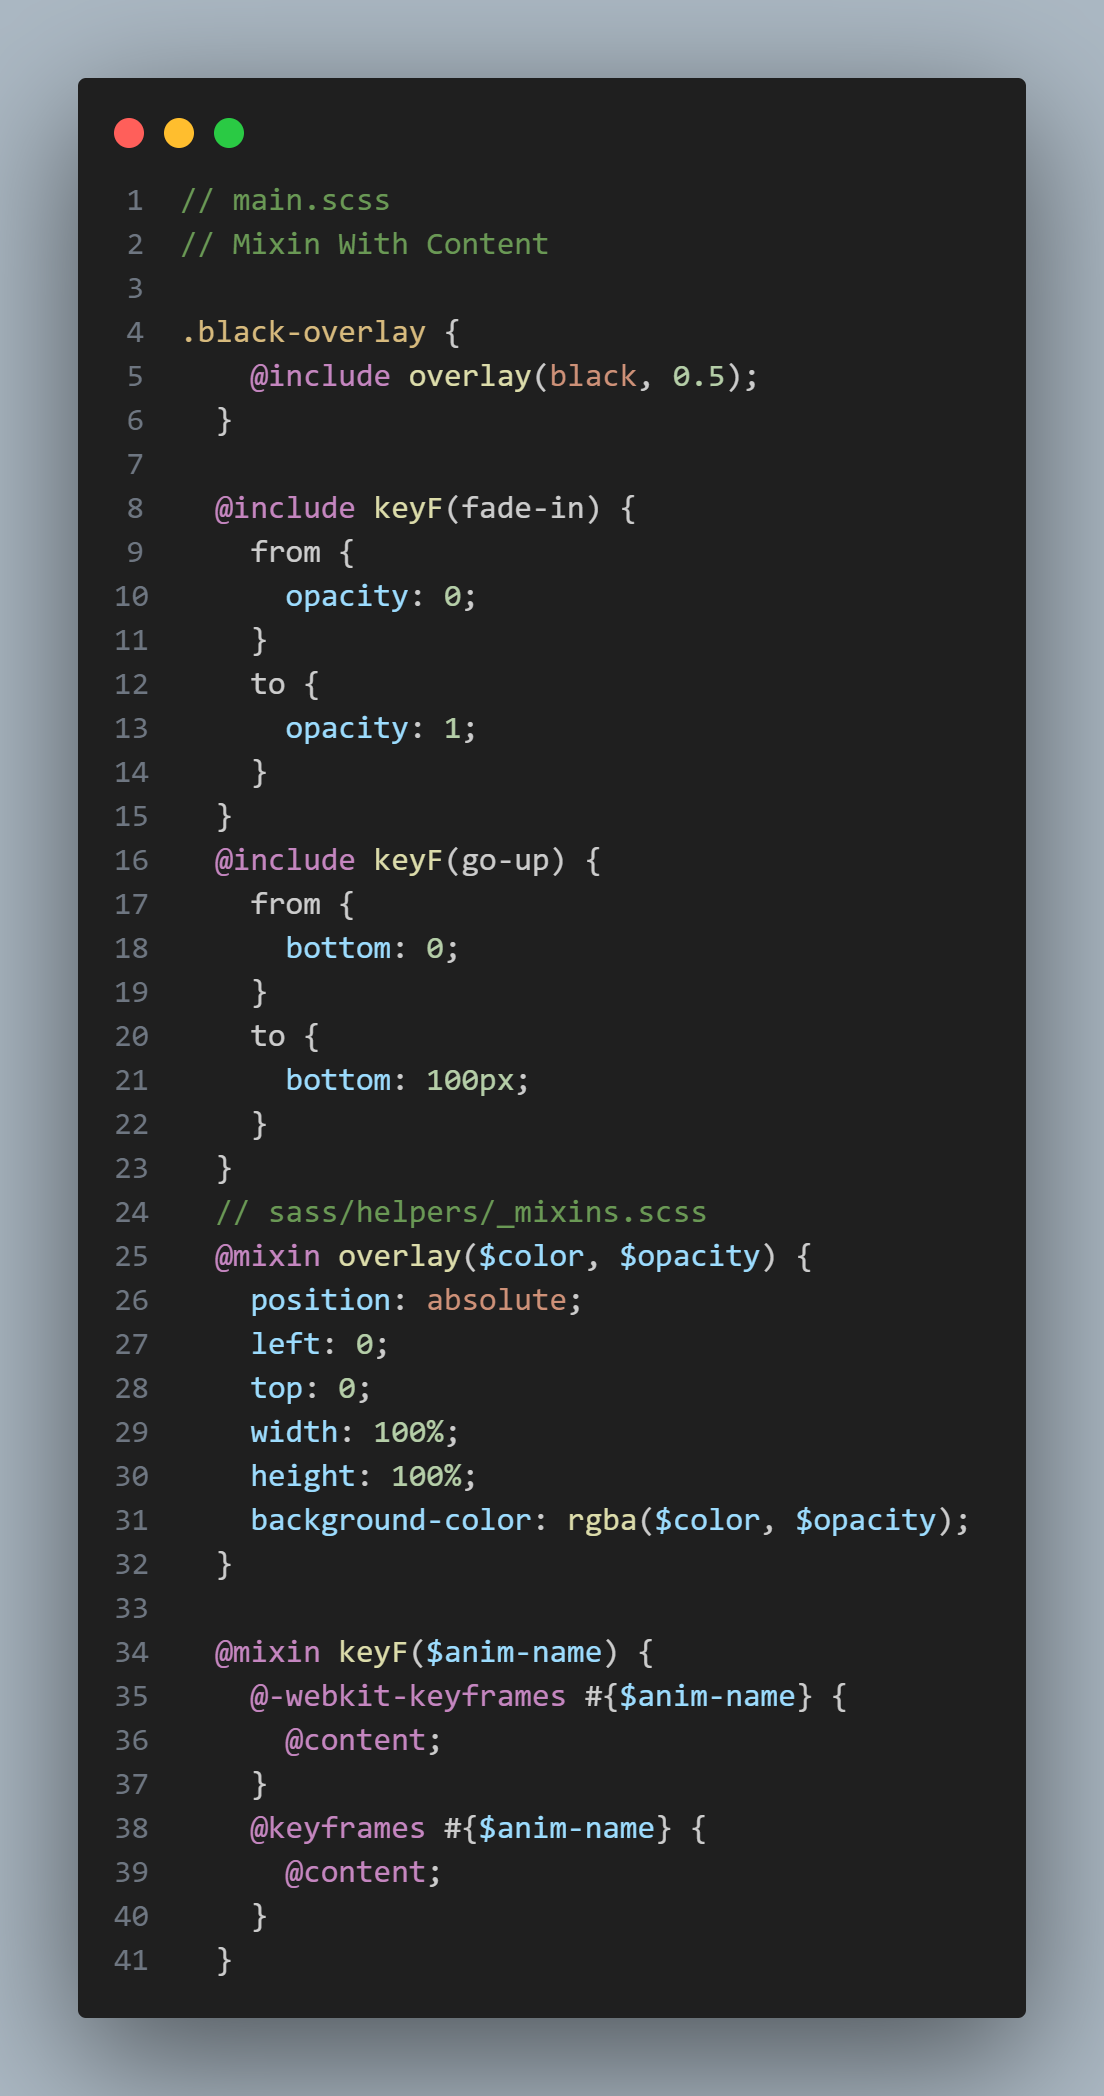 1 // main.scss
2 // Mixin With Content
3
4 .black-overlay {
5     @include overlay(black, 0.5);
6   }
7
8   @include keyF(fade-in) {
9     from {
10       opacity: 0;
11     }
12     to {
13       opacity: 1;
14     }
15   }
16   @include keyF(go-up) {
17     from {
18       bottom: 0;
19     }
20     to {
21       bottom: 100px;
22     }
23   }
24   // sass/helpers/_mixins.scss
25   @mixin overlay($color, $opacity) {
26     position: absolute;
27     left: 0;
28     top: 0;
29     width: 100%;
30     height: 100%;
31     background-color: rgba($color, $opacity);
32   }
33
34   @mixin keyF($anim-name) {
35     @-webkit-keyframes #{$anim-name} {
36       @content;
37     }
38     @keyframes #{$anim-name} {
39       @content;
40     }
41   }